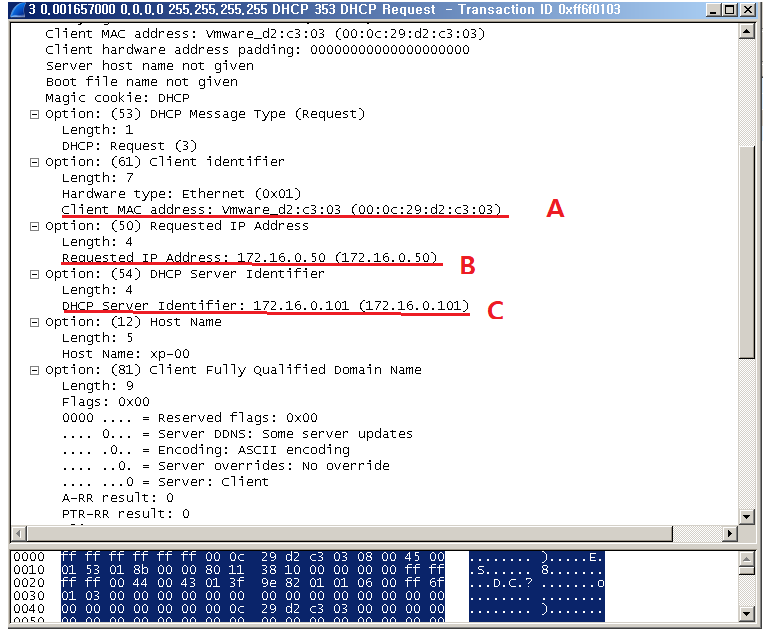 3 0,001657000 0,0,0,0 255,255,255,255 DHCP 353 DHCP Request – Transaction ID 0xff6f0103
Client MAC address: Vmware_d2:c3:03 (00:0c:29:d2:c3:03)
Client hardware address padding: 00000000000000000000
Server host name not given
Boot file name not given
Magic cookie: DHCP
Option: (53) DHCP Message Type (Request)
Length: 1
DHCP: Request (3)
Option: (61) Client identifier
Length: 7
Hardware type: Ethernet (0x01)
Client MAC address: Vmware_d2:c3:03 (00:0c:29:d2:c3:03)
A
Option: (50) Requested IP Address
Length: 4
Requested IP Address: 172.16.0.50 (172.16.0.50)
B
Option: (54) DHCP Server Identifier
Length: 4
DHCP Server Identifier: 172.16.0.101 (172.16.0.101)
C
Option: (12) Host Name
Length: 5
Host Name: xp-00
Option: (81) Client Fully Qualified Domain Name
Length: 9
Flags: 0x00
0000 .... = Reserved flags: 0x00
.... 0... = Server DDNS: Some server updates
.... .0.. = Encoding: ASCII encoding
.... ..0. = Server overrides: No override
.... ...0 = Server: Client
A-RR result: 0
PTR-RR result: 0
0000 ff ff ff ff ff ff 00 0c 29 d2 c3 03 08 00 45 00 ........ ).....E.
0010 01 53 01 8b 00 00 80 11 38 10 00 00 00 00 ff ff .S...... 8.......
0020 ff ff 00 44 00 43 01 3f 9e 82 01 01 06 00 ff 6f ...D.C.? .......o
0030 01 03 00 00 00 00 00 00 00 00 00 00 00 00 00 00 ........ ........
0040 00 00 00 00 00 00 00 0c 29 d2 c3 03 00 00 00 00 ........ ).......